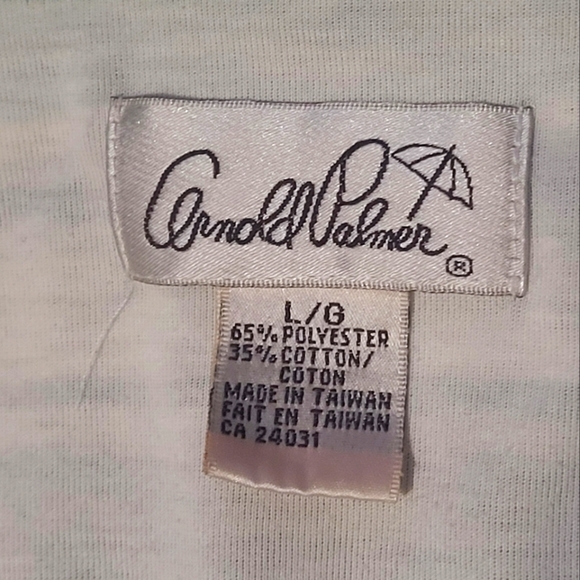 Arnold Palmer
®
L/G
65% POLYESTER
35% COTTON/
COTON
MADE IN TAIWAN
FAIT EN TAIWAN
CA 24031